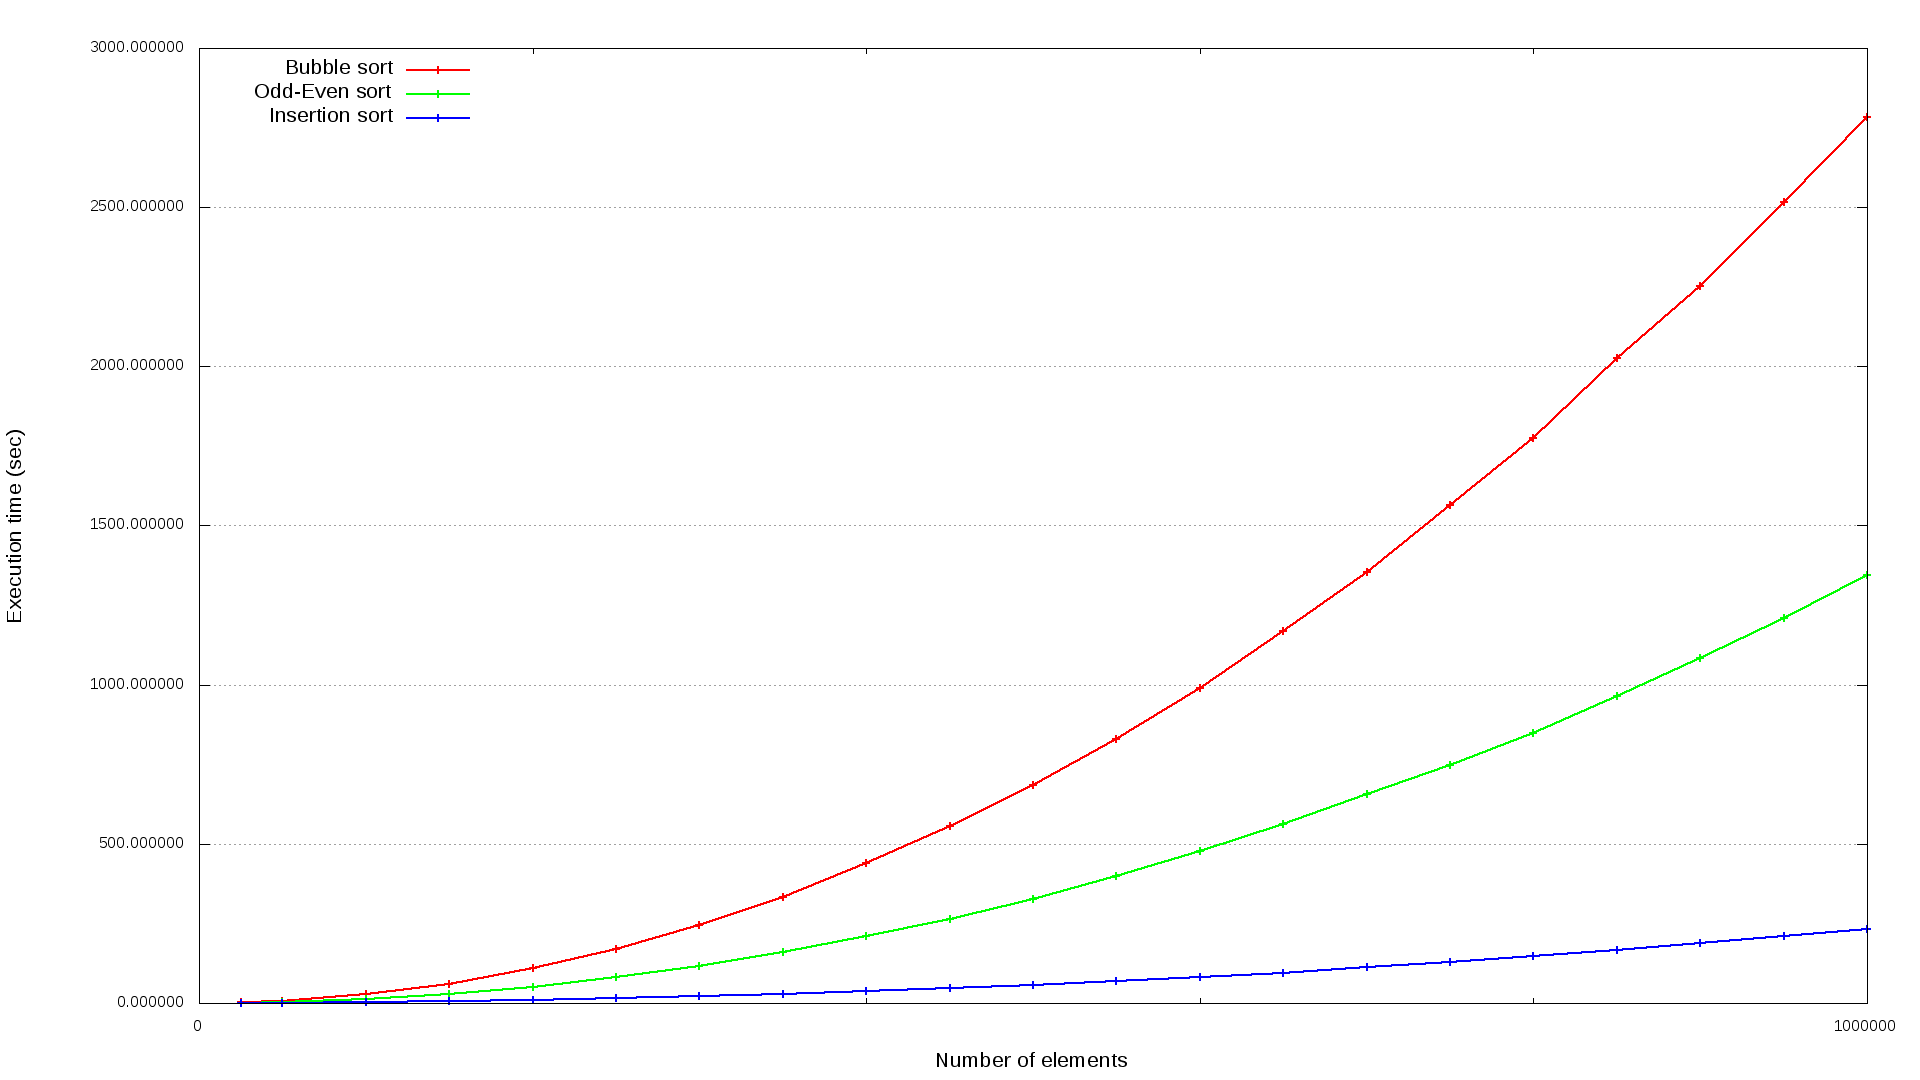 3000.000000
Bubble sort
Odd-Even sort
Insertion sort
2500.000000
2000.000000
Execution time (sec)
1500.000000
1000.000000
500.000000
0.000000
0
1000000
Number of elements